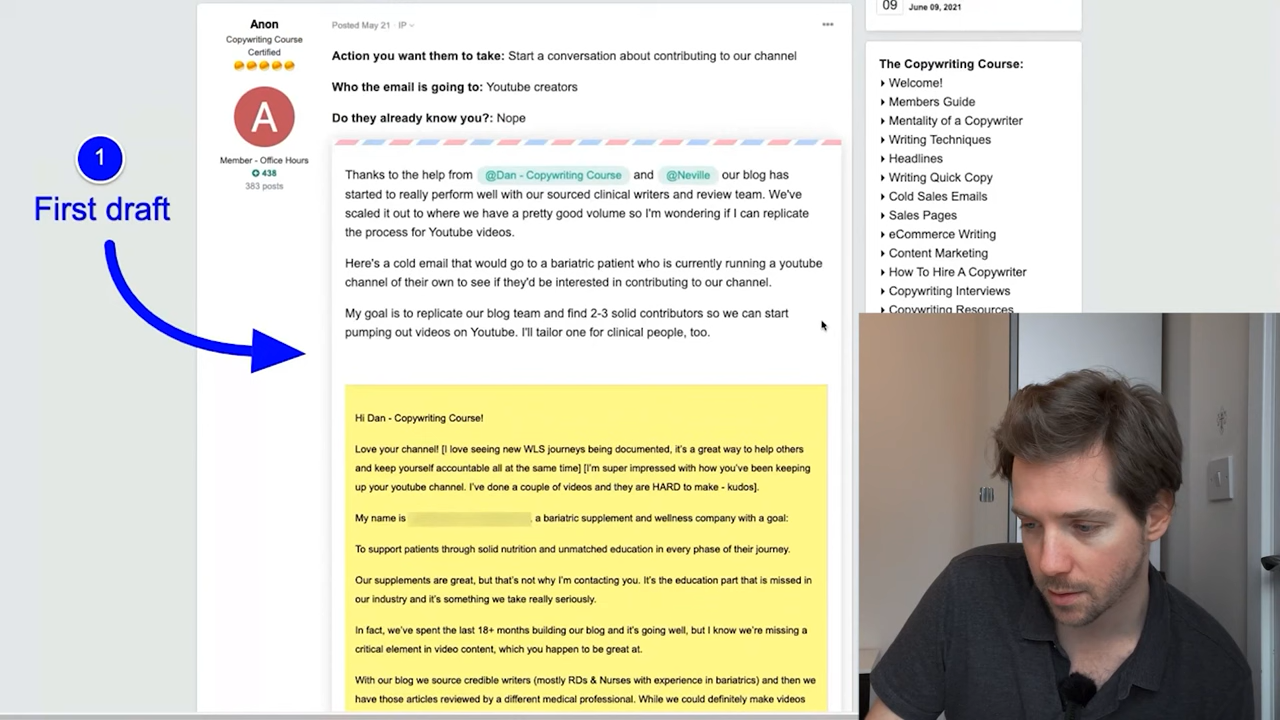 Anon
Copywriting Course
Certified
A
Member - Office Hours
438
383 posts
1
First draft
Posted May 21 · IP
Action you want them to take: Start a conversation about contributing to our channel
Who the email is going to: Youtube creators
Do they already know you?: Nope
Thanks to the help from @Dan - Copywriting Course and @Neville our blog has
started to really perform well with our sourced clinical writers and review team. We've
scaled it out to where we have a pretty good volume so I'm wondering if I can replicate
the process for Youtube videos.
Here's a cold email that would go to a bariatric patient who is currently running a youtube
channel of their own to see if they'd be interested in contributing to our channel.
My goal is to replicate our blog team and find 2-3 solid contributors so we can start
pumping out videos on Youtube. I'll tailor one for clinical people, too.
Hi Dan - Copywriting Course!
Love your channel! [I love seeing new WLS journeys being documented, it's a great way to help others
and keep yourself accountable all at the same time] [I'm super impressed with how you've been keeping
up your youtube channel. I've done a couple of videos and they are HARD to make - kudos].
My name is , a bariatric supplement and wellness company with a goal:
To support patients through solid nutrition and unmatched education in every phase of their journey.
Our supplements are great, but that's not why I'm contacting you. It's the education part that is missed in
our industry and it's something we take really seriously.
In fact, we've spent the last 18+ months building our blog and it's going well, but I know we're missing a
critical element in video content, which you happen to be great at.
With our blog we source credible writers (mostly RDs & Nurses with experience in bariatrics) and then we
have those articles reviewed by a different medical professional. While we could definitely make videos
09
June 09, 2021
The Copywriting Course:
Welcome!
Members Guide
Mentality of a Copywriter
Writing Techniques
Headlines
Writing Quick Copy
Cold Sales Emails
Sales Pages
eCommerce Writing
Content Marketing
How To Hire A Copywriter
Copywriting Interviews
Copywriting Resources